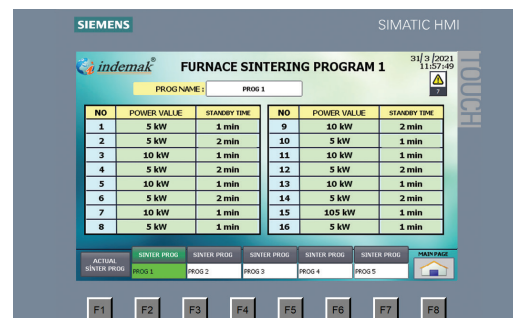 SIEMENS
SIMATIC HMI
TOUCH
indemak®
FURNACE SINTERING PROGRAM 1
31/ 3 /2021
11:57:49
7
PROG NAME : PROG 1
NO POWER VALUE STANDBY TIME
1 5 kW 1 min
2 5 kW 2 min
3 10 kW 1 min
4 5 kW 2 min
5 10 kW 1 min
6 5 kW 2 min
7 10 kW 1 min
8 5 kW 1 min
NO POWER VALUE STANDBY TIME
9 10 kW 2 min
10 5 kW 1 min
11 10 kW 1 min
12 5 kW 2 min
13 10 kW 1 min
14 5 kW 2 min
15 105 kW 1 min
16 5 kW 1 min
ACTUAL
SİNTER PROG
SINTER PROG
PROG 1
SINTER PROG
PROG 2
SINTER PROG
PROG 3
SINTER PROG
PROG 4
SINTER PROG
PROG 5
MAIN PAGE
F1 F2 F3 F4 F5 F6 F7 F8